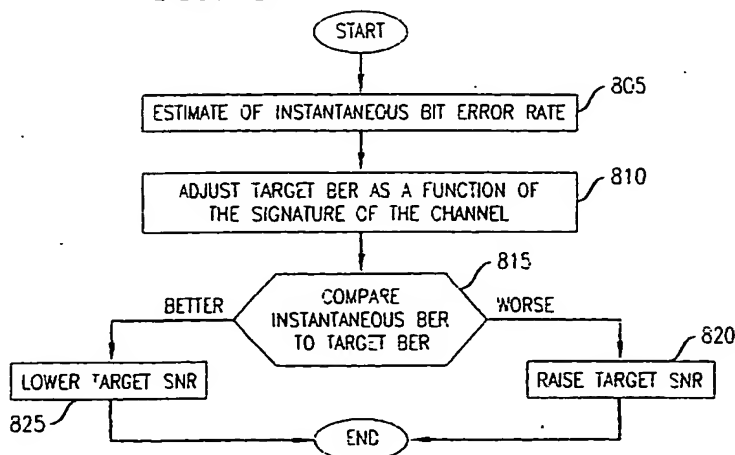 START
805
ESTIMATE OF INSTANTANEOUS BIT ERROR RATE
810
ADJUST TARGET BER AS A FUNCTION OF
THE SIGNATURE OF THE CHANNEL
815
BETTER
COMPARE
INSTANTANEOUS BER
TO TARGET BER
WORSE
820
LOWER TARGET SNR
RAISE TARGET SNR
825
END